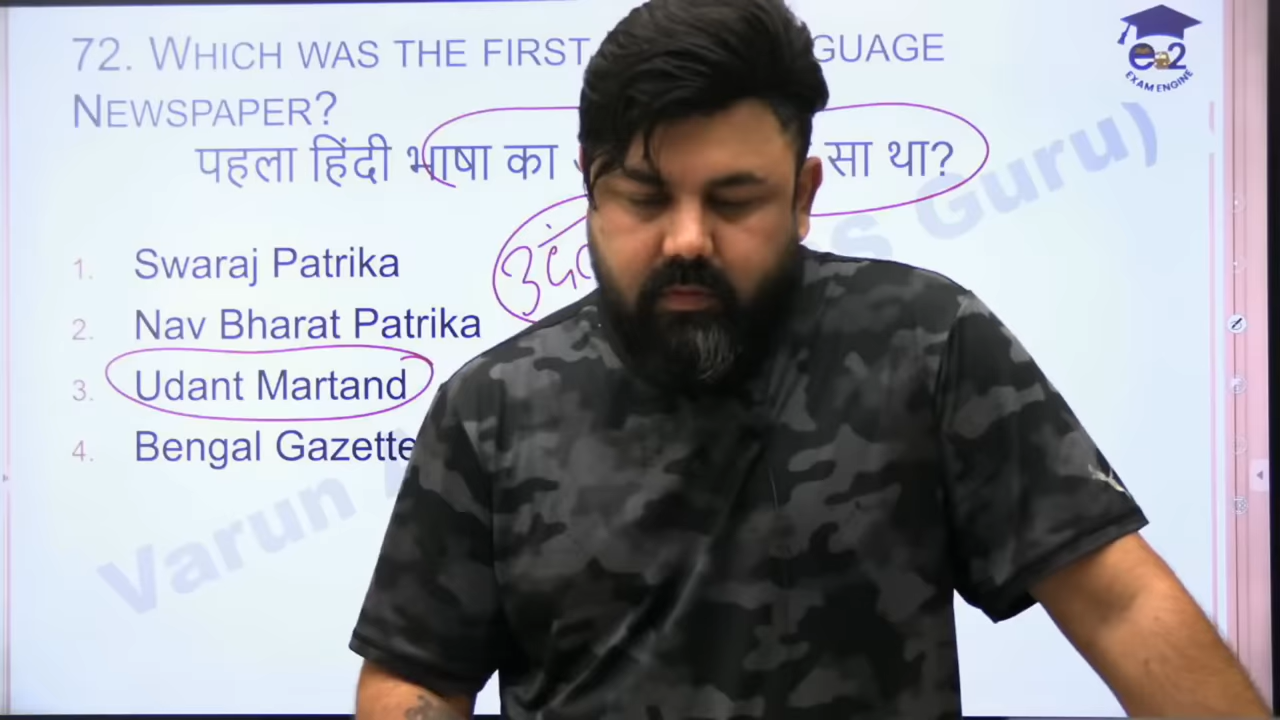 72. WHICH WAS THE FIRST GUAGE
NEWSPAPER?
पहला हिंदी भाषा का सा था?
1. Swaraj Patrika
2. Nav Bharat Patrika
3. Udant Martand
4. Bengal Gazette
Varun s Guru)
e2
EXAM ENGINE